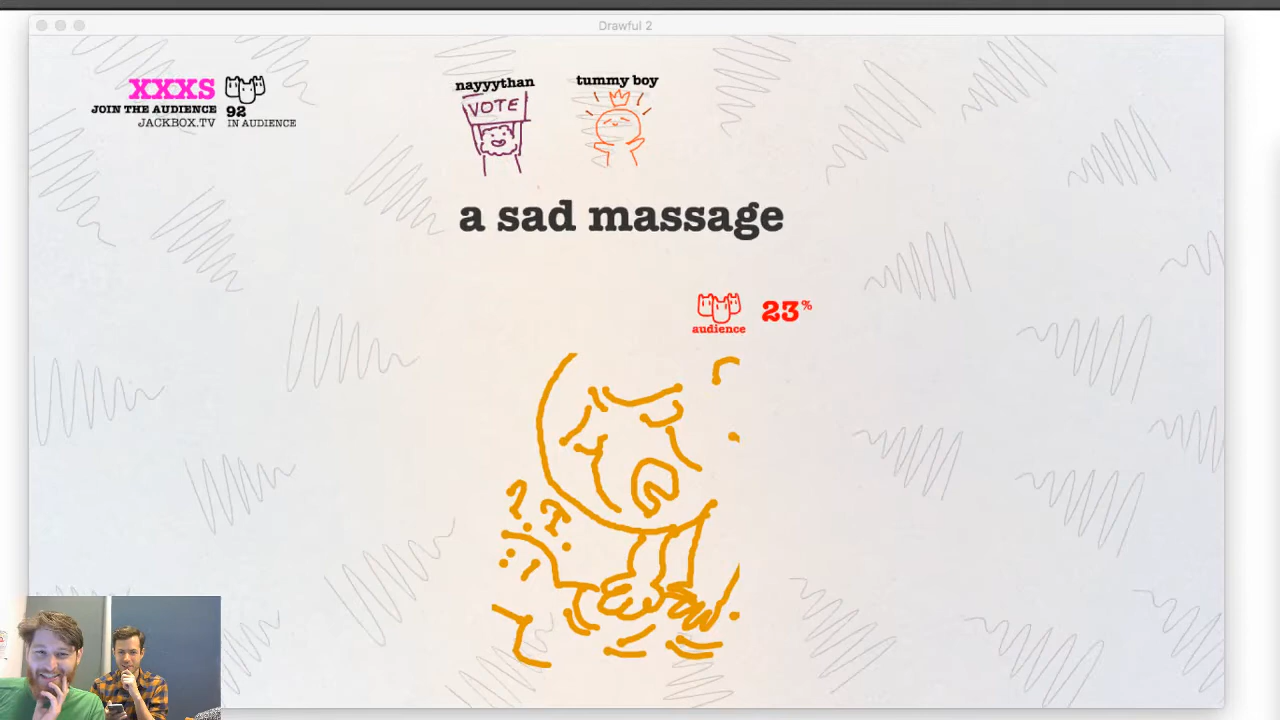 Drawful 2
XXXS
JOIN THE AUDIENCE
JACKBOX.TV
92
IN AUDIENCE
nayyythan
VOTE
tummy boy
a sad massage
audience
23%
? ?